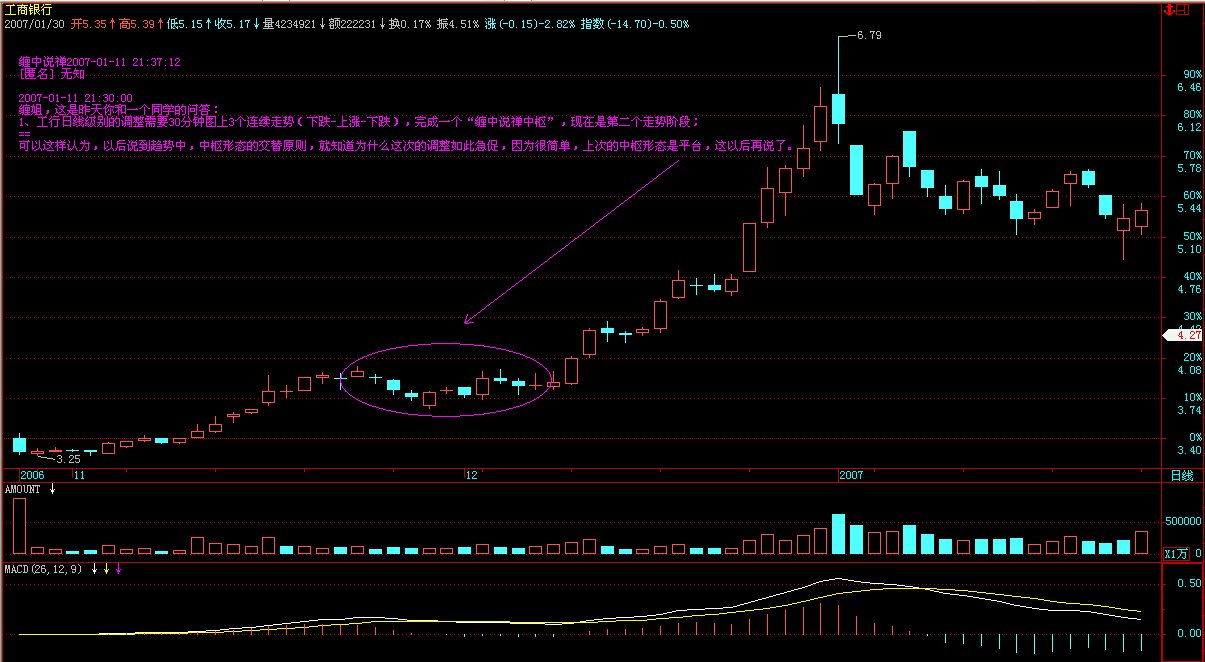 工商银行
2007/01/30 开5.35↑高5.39↑低5.15↑收5.17↓量4234921↓额222231↓换0.17% 振4.51% 涨(-0.15)-2.82% 指数(-14.70)-0.50%
6.79
缠中说禅2007-01-11 21:37:12
[匿名] 无知
2007-01-11 21:30:00
缠姐，这是昨天你和一个同学的问答：
1、工行日线级别的调整需要30分钟图上3个连续走势（下跌-上涨-下跌），完成一个“缠中说禅中枢”，现在是第二个走势阶段；
==
可以这样认为，以后说到趋势中，中枢形态的交替原则，就知道为什么这次的调整如此急促，因为很简单，上次的中枢形态是平台，这以后再说了。
90%
6.46
80%
6.12
70%
5.78
60%
5.44
50%
5.10
40%
4.76
30%
4.27
20%
4.08
10%
3.74
0%
3.40
3.25
2006 11 12 2007 日线
AMOUNT ↓
500000
X1万 0
MACD(26,12,9) ↓ ↓ ↓
0.50
0.00